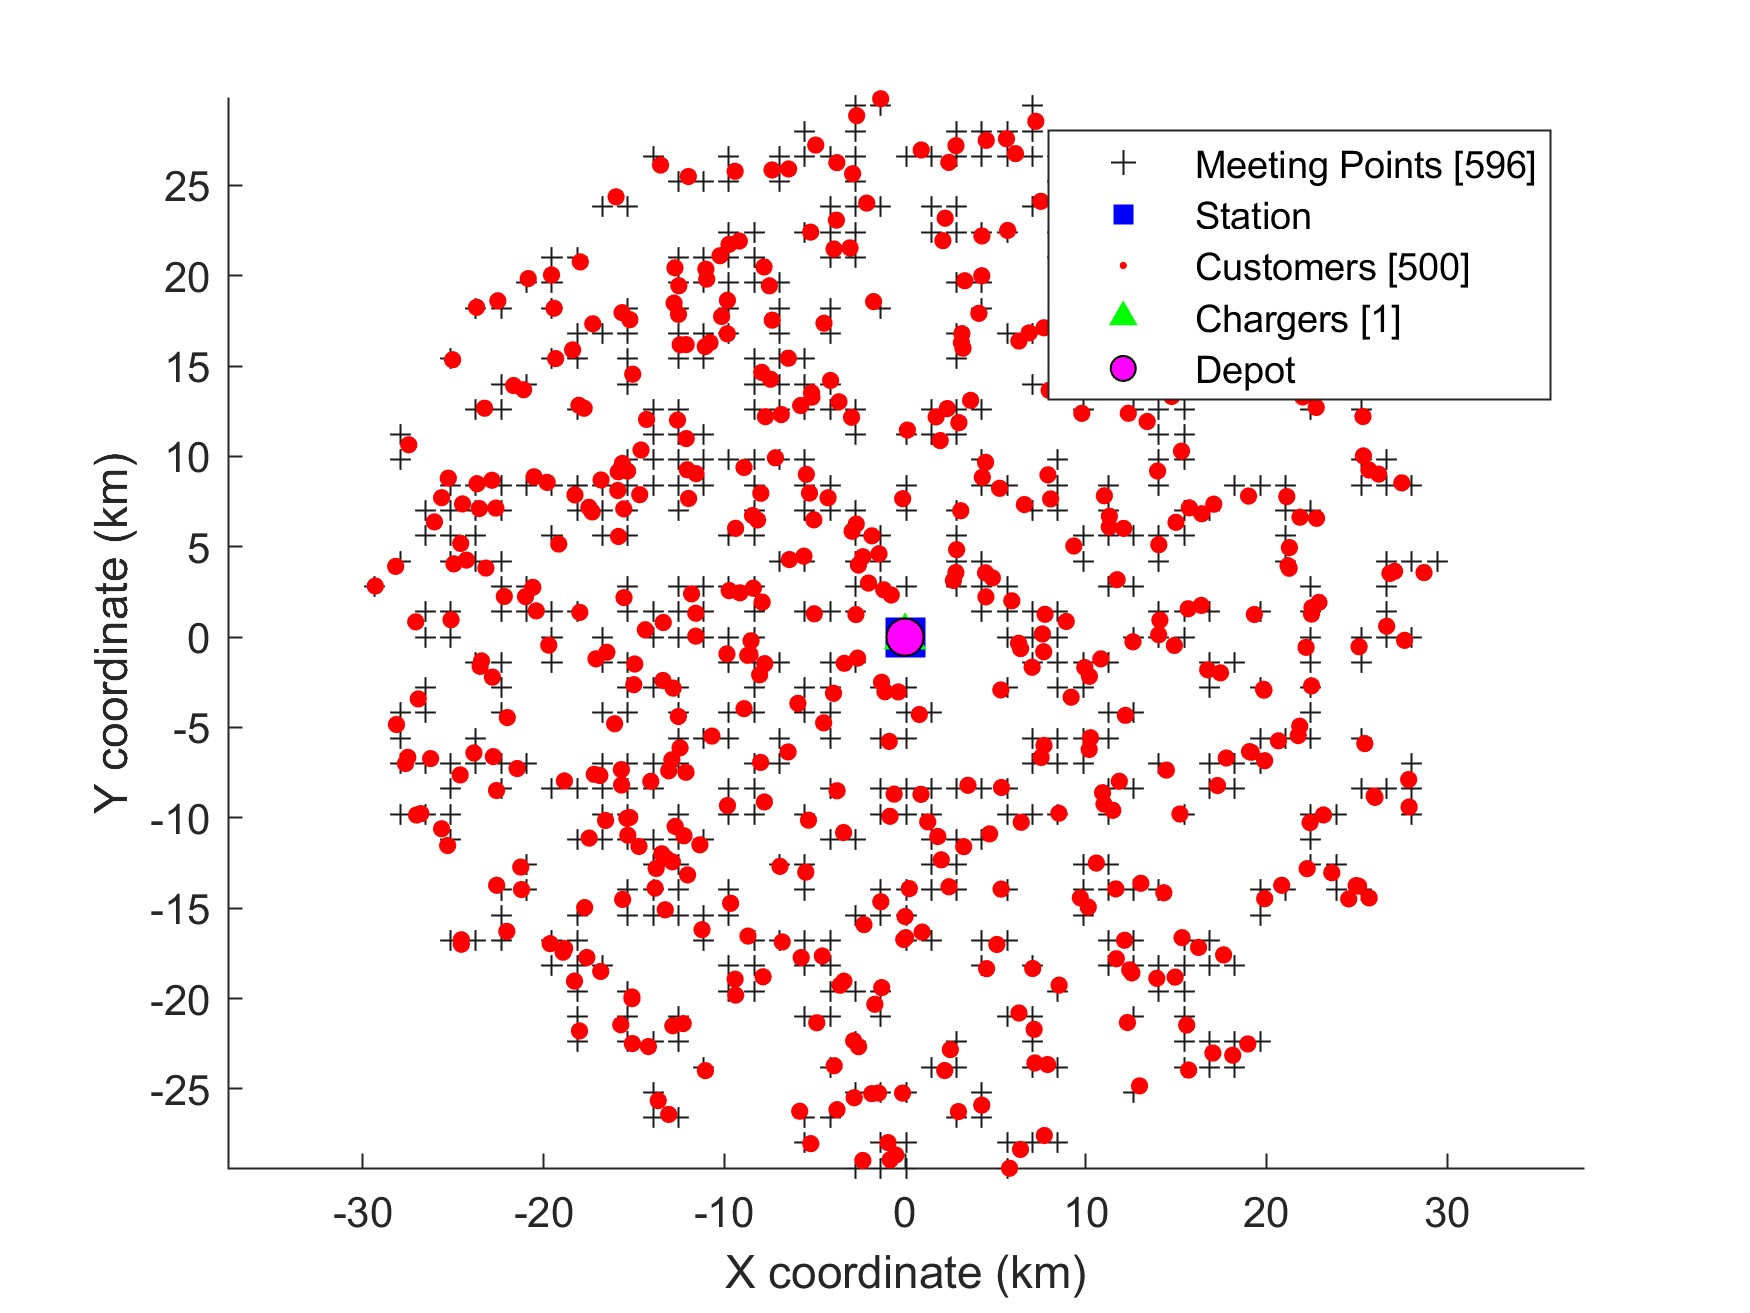 Meeting Points [596]
Station
Customers [500]
Chargers [1]
Depot
25
20
15
10
5
0
-5
-10
-15
-20
-25
Y coordinate (km)
-30 -20 -10 0 10 20 30
X coordinate (km)